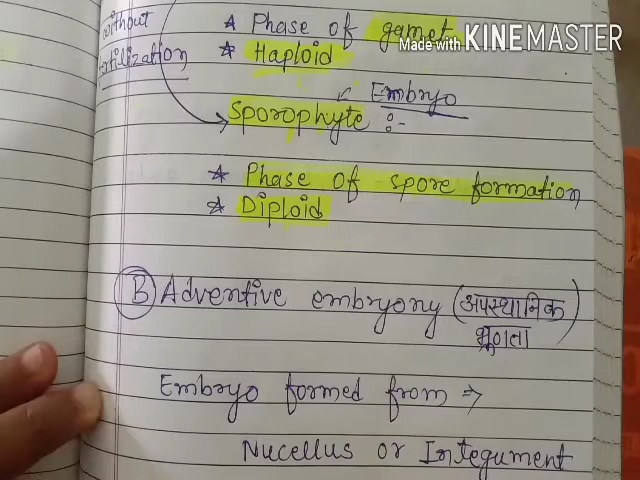 without
★ Phase of gamet
Made with KINEMASTER
fertilization
★ Haploid
Embryo
Sporophyte :-
★ Phase of spore formation
★ Diploid
B Adventive embryony (अपस्थानिक
भ्रूणता)
Embryo formed from ⇒
Nucellus or Integument